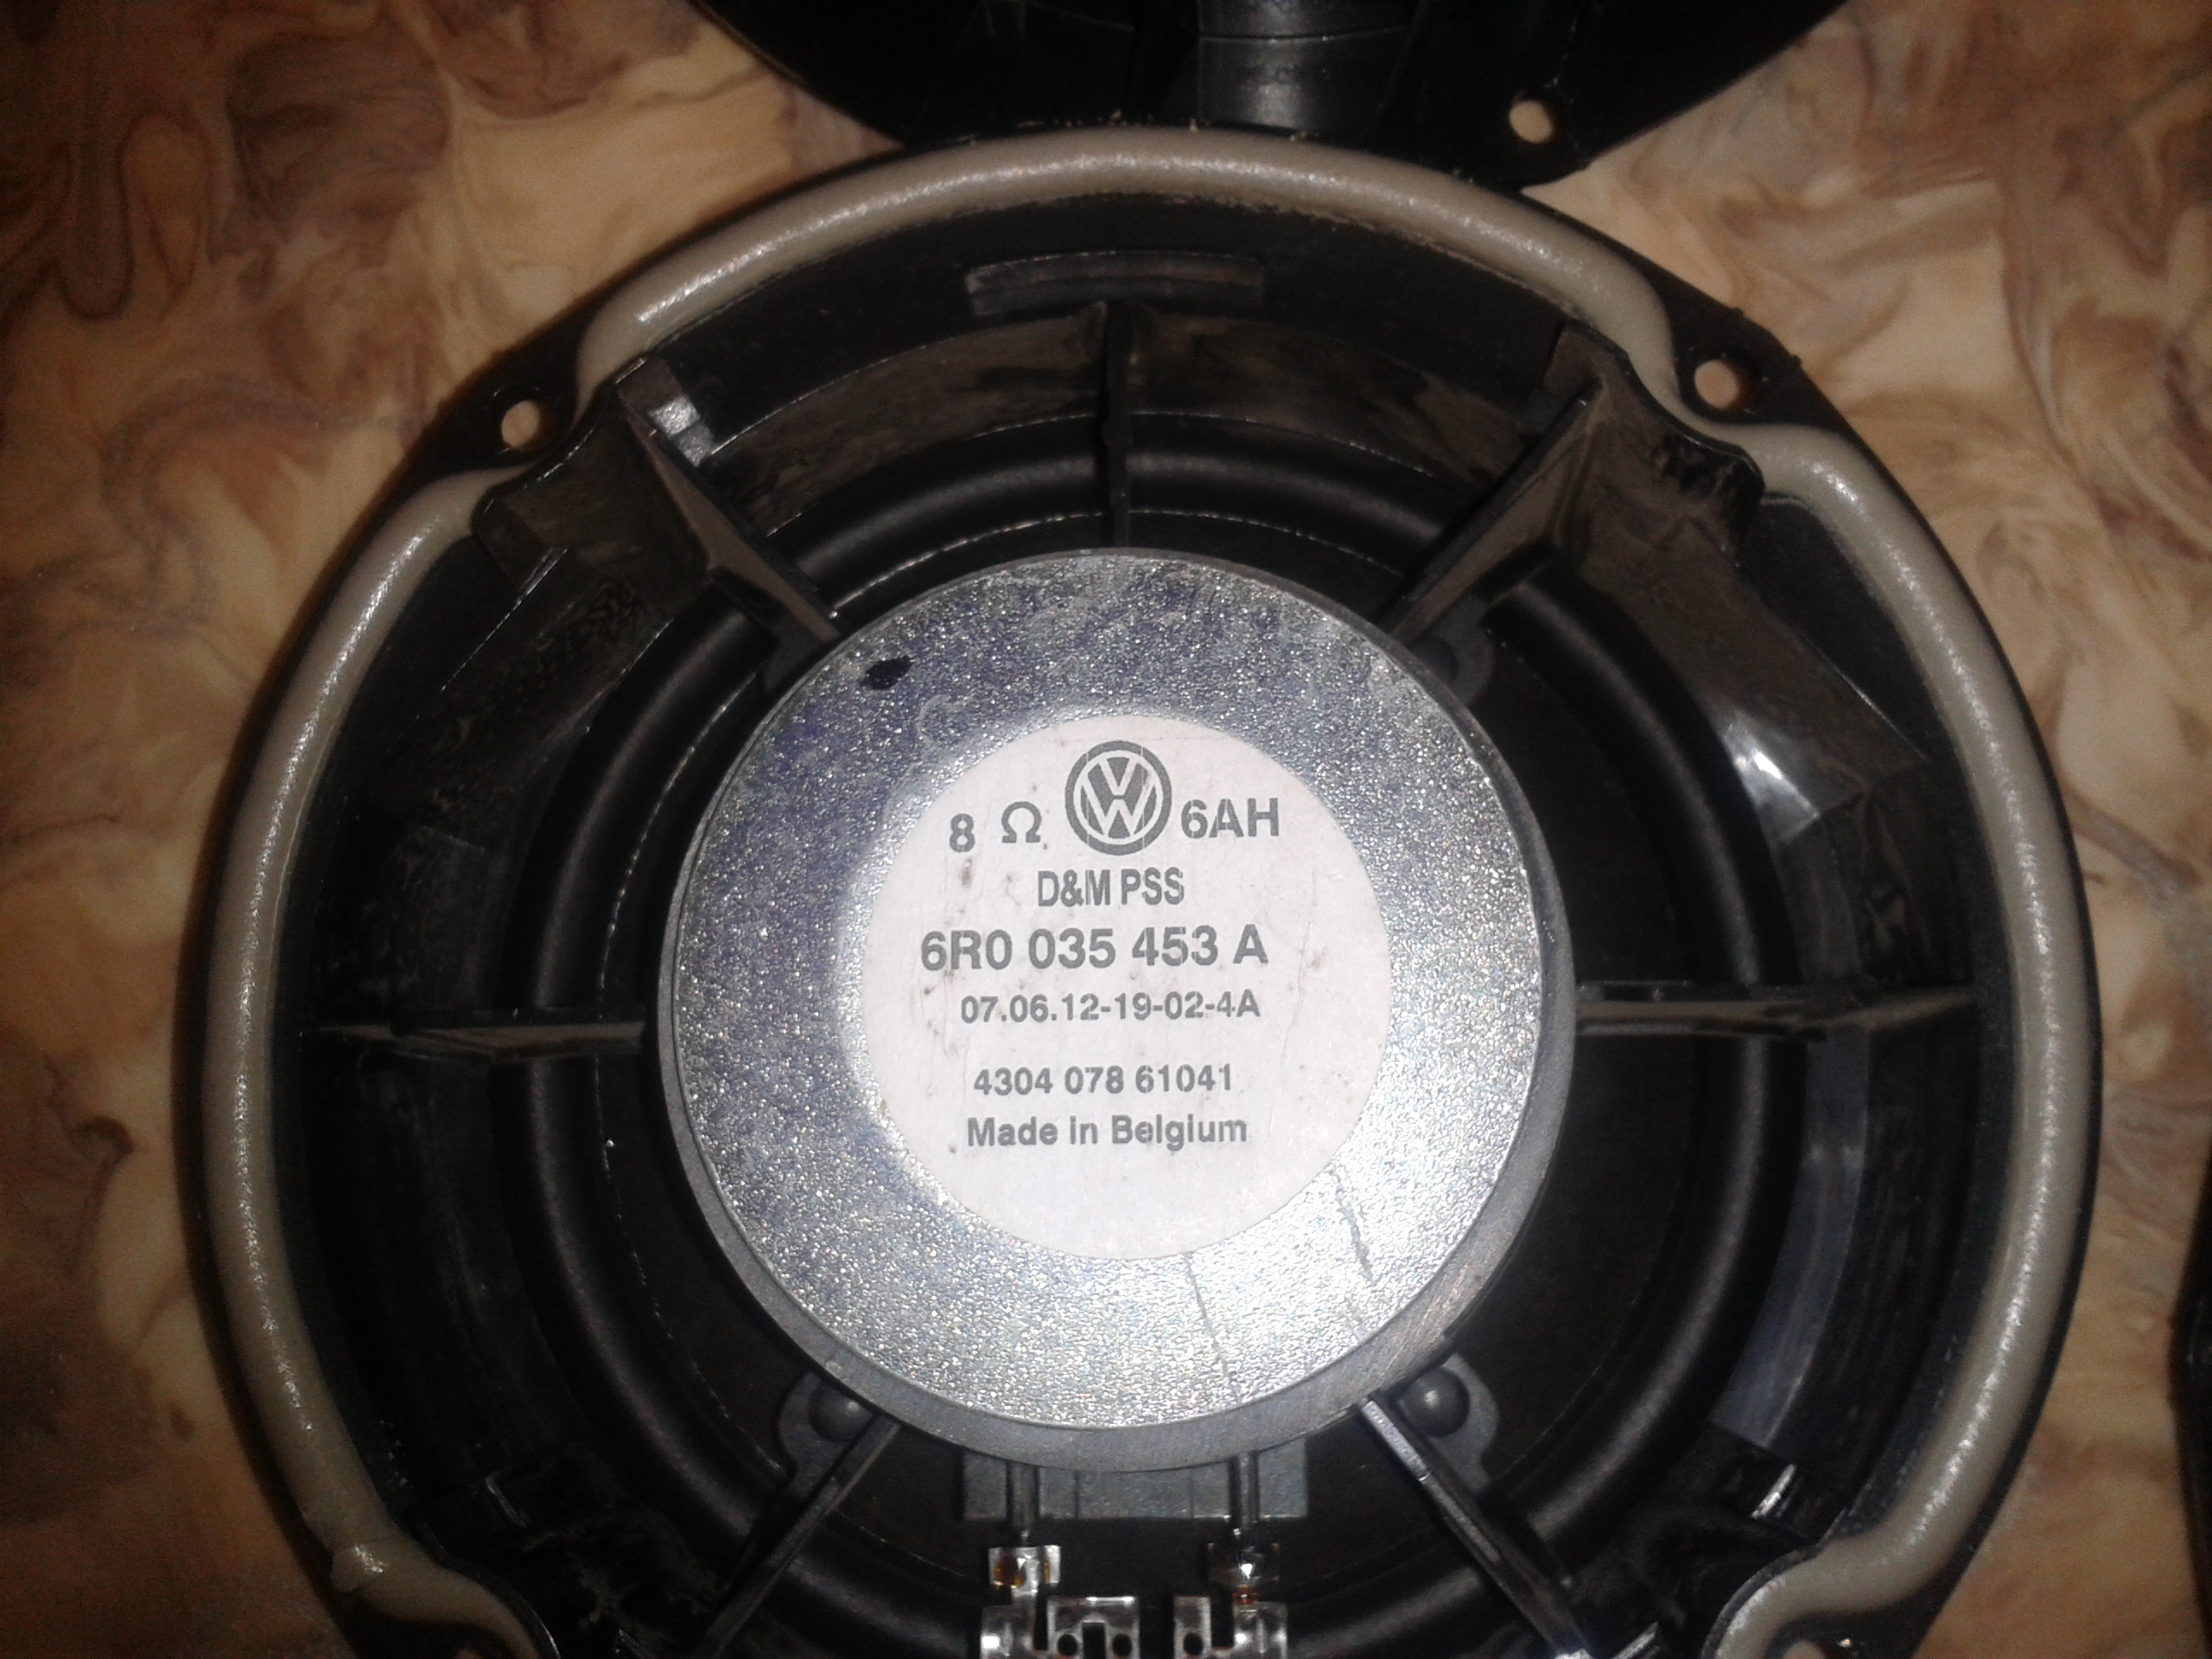 8 Ω 6AH
D&M PSS
6R0 035 453 A
07.06.12-19-02-4A
4304 078 61041
Made in Belgium